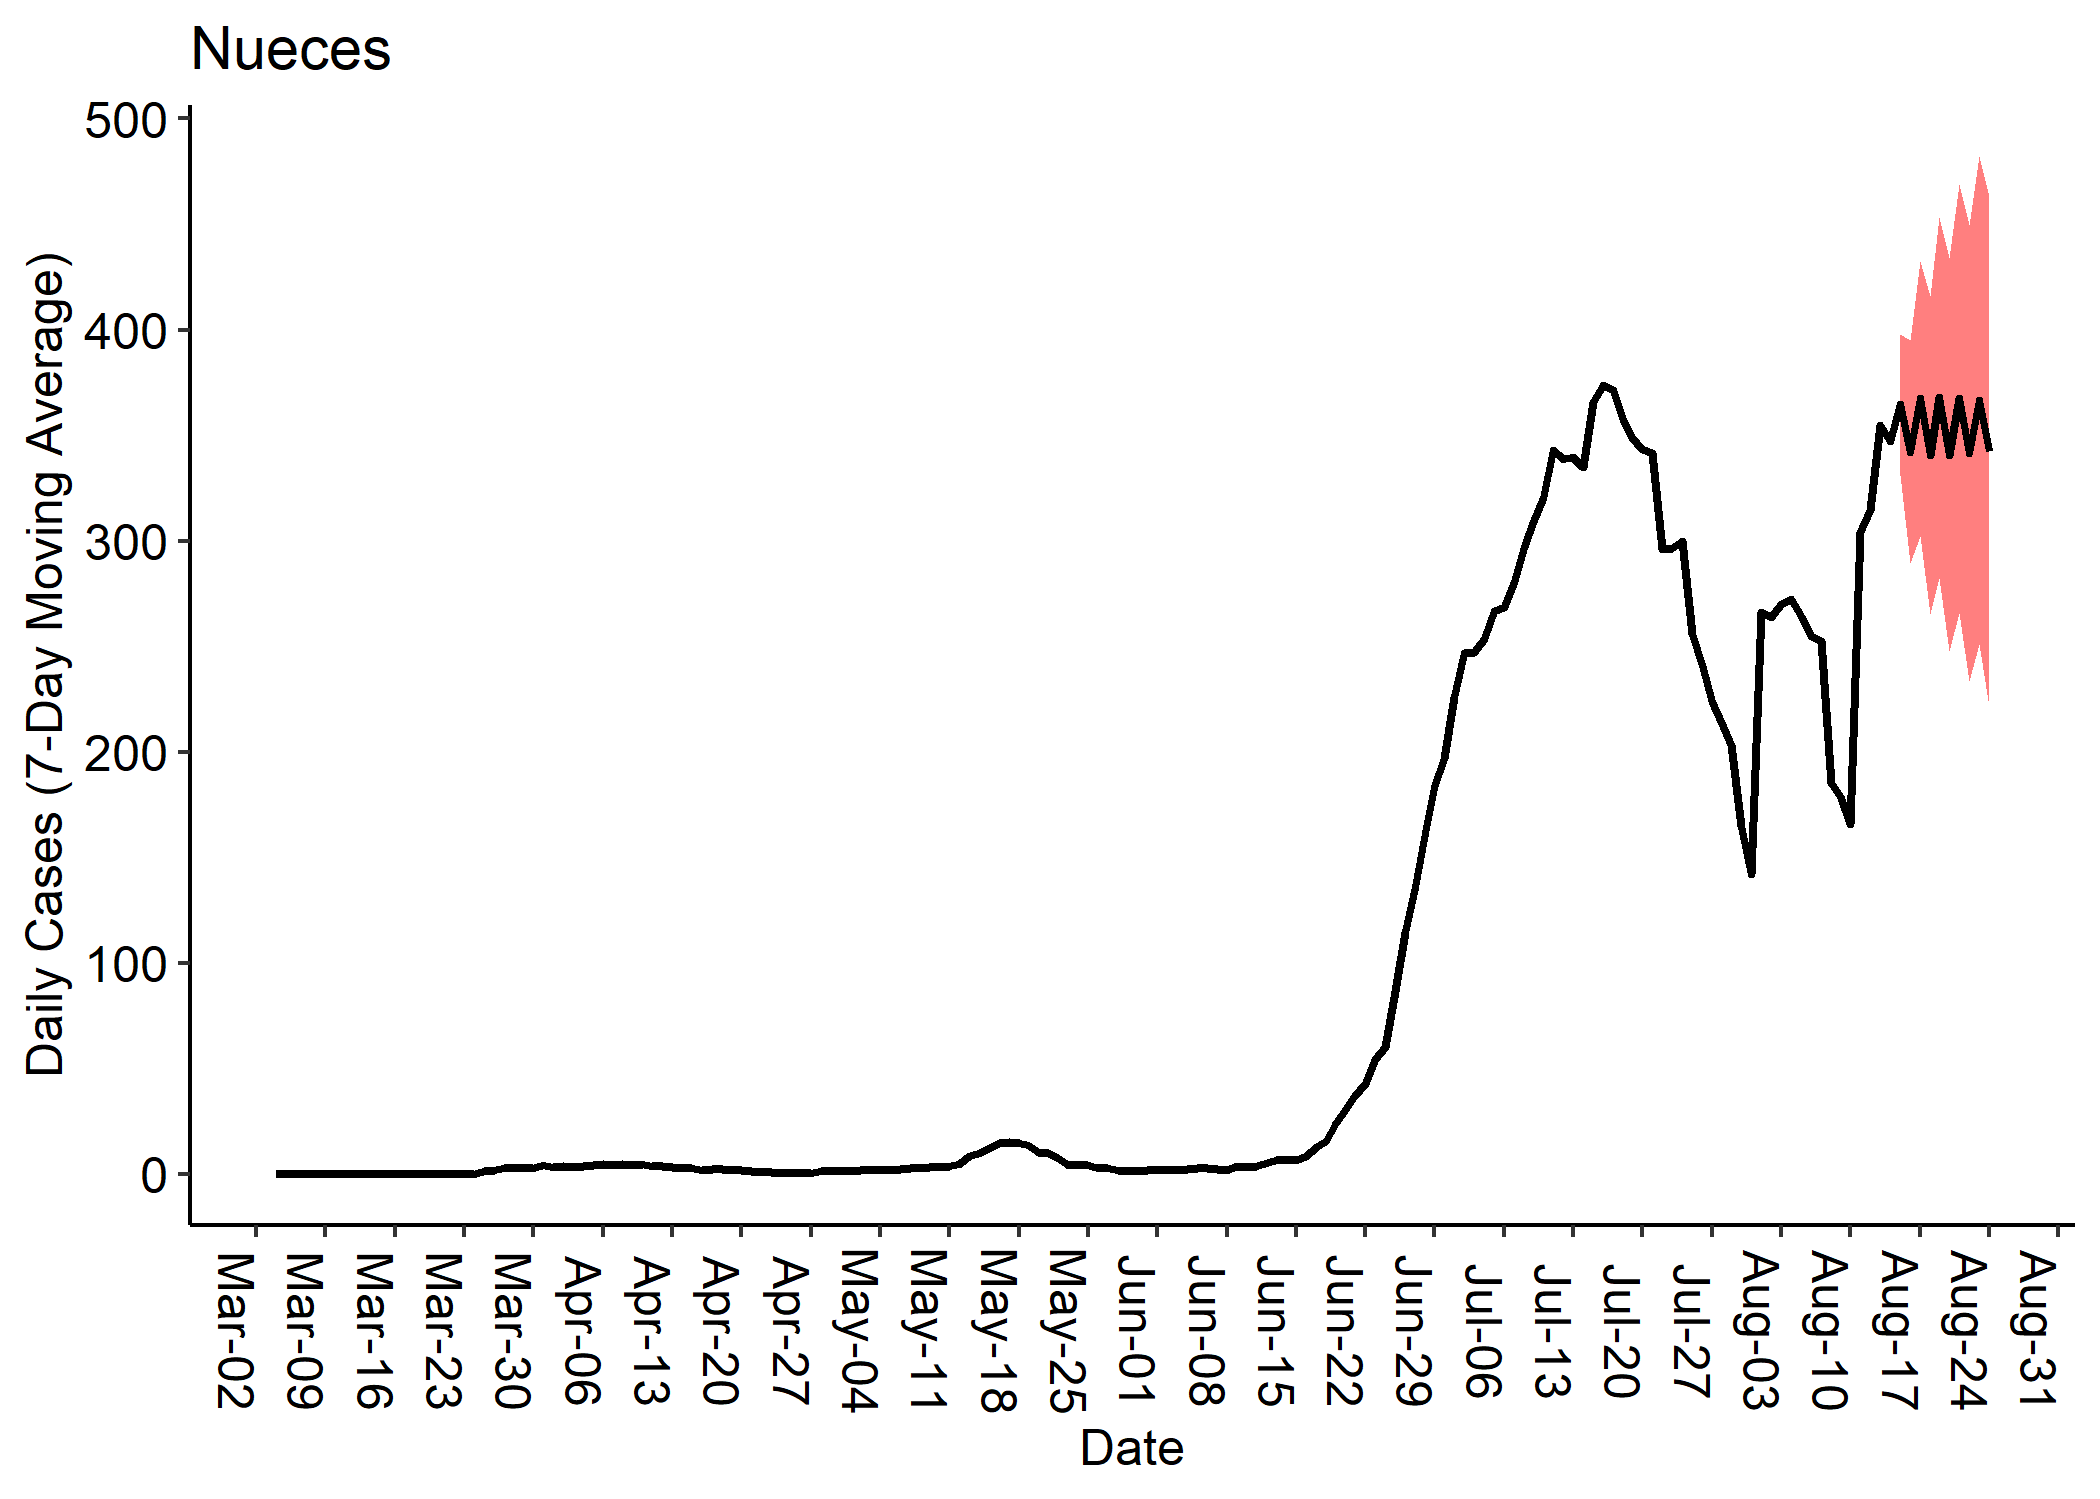 Nueces
Daily Cases (7-Day Moving Average)
500
400
300
200
100
0
Mar-02
Mar-09
Mar-16
Mar-23
Mar-30
Apr-06
Apr-13
Apr-20
Apr-27
May-04
May-11
May-18
May-25
Jun-01
Jun-08
Jun-15
Jun-22
Jun-29
Jul-06
Jul-13
Jul-20
Jul-27
Aug-03
Aug-10
Aug-17
Aug-24
Aug-31
Date